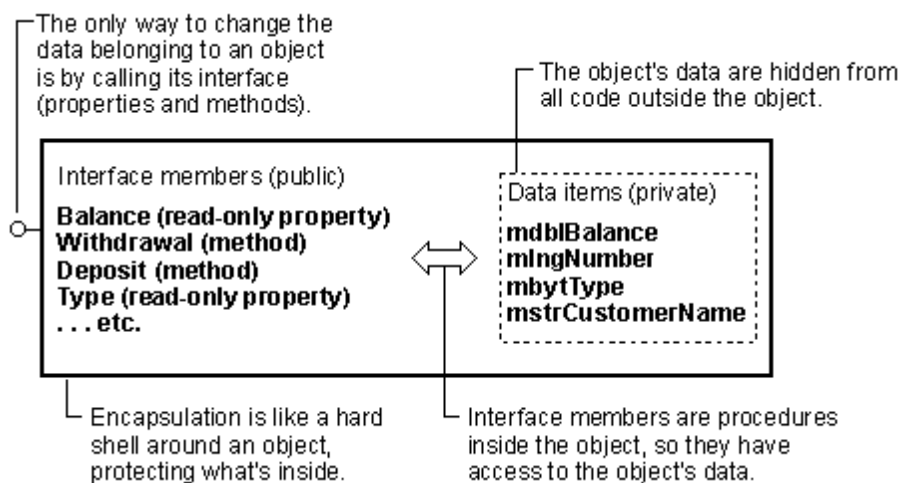 The only way to change the
data belonging to an object
is by calling its interface
(properties and methods).
The object's data are hidden from
all code outside the object.
Interface members (public)
Balance (read-only property)
Withdrawal (method)
Deposit (method)
Type (read-only property)
. . . etc.
Data items (private)
mdblBalance
mlngNumber
mbytType
mstrCustomerName
Encapsulation is like a hard
shell around an object,
protecting what's inside.
Interface members are procedures
inside the object, so they have
access to the object's data.